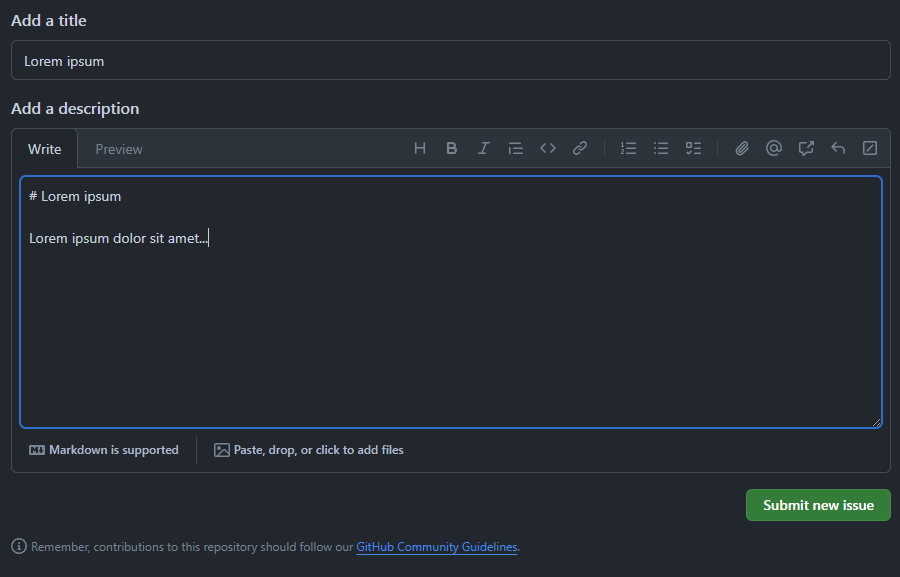 Add a title
Lorem ipsum
Add a description
Write Preview
# Lorem ipsum
Lorem ipsum dolor sit amet...
Markdown is supported Paste, drop, or click to add files
Submit new issue
Remember, contributions to this repository should follow our GitHub Community Guidelines.